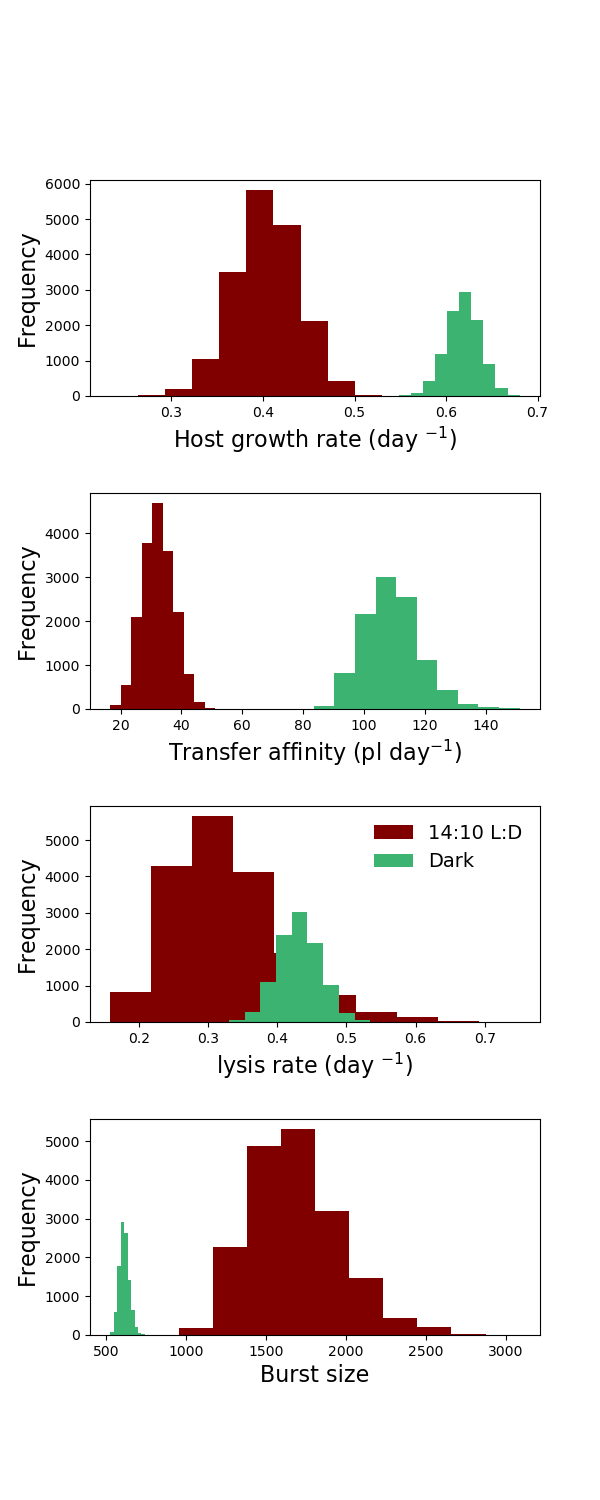 6000
5000
4000
3000
2000
1000
0
Frequency
0.3 0.4 0.5 0.6 0.7
Host growth rate (day ⁻¹)
4000
3000
2000
1000
0
Frequency
20 40 60 80 100 120 140
Transfer affinity (pl day⁻¹)
14:10 L:D
Dark
5000
4000
3000
2000
1000
0
Frequency
0.2 0.3 0.4 0.5 0.6 0.7
lysis rate (day ⁻¹)
5000
4000
3000
2000
1000
0
Frequency
500 1000 1500 2000 2500 3000
Burst size